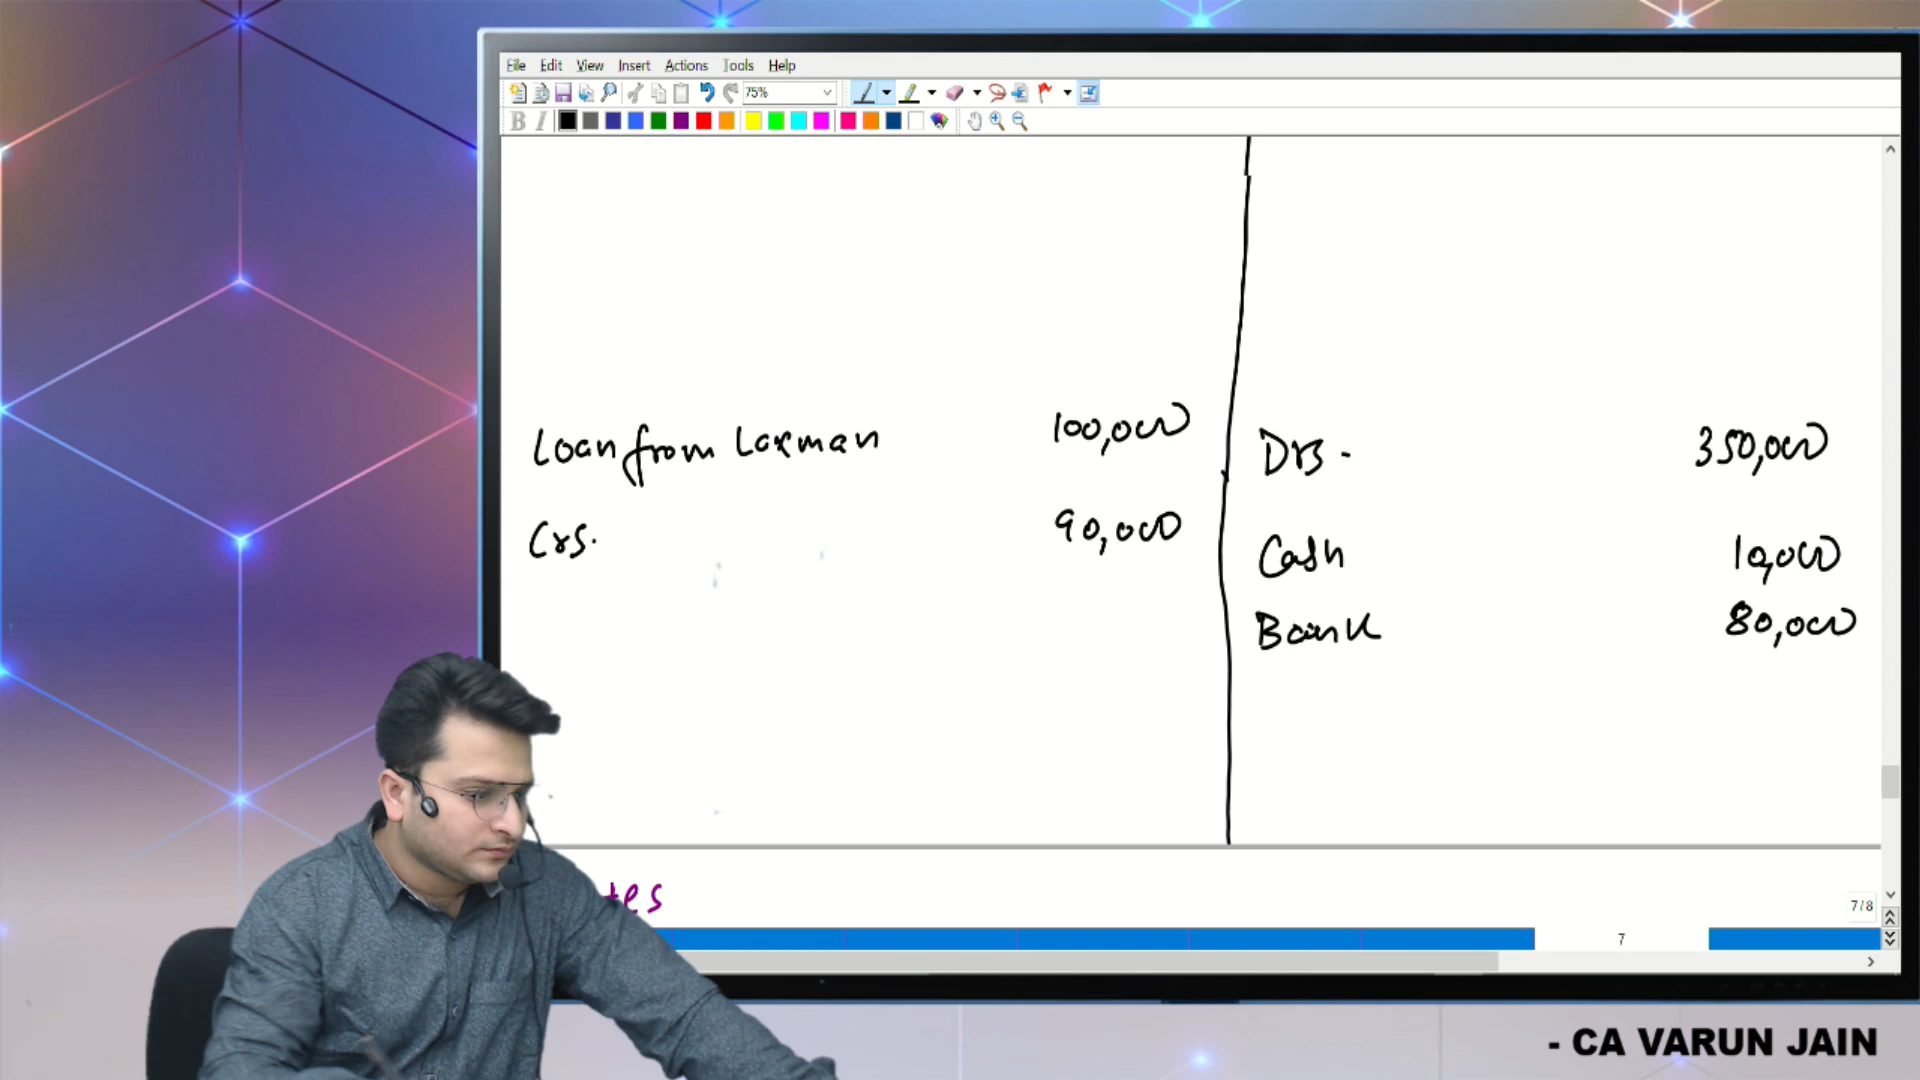 File Edit View Insert Actions Tools Help
75%
B I
Loan from Laxman 100,000
Crs. 90,000
Drs. 350,000
Cash 10,000
Bank 80,000
tes
7/8
7
- CA VARUN JAIN